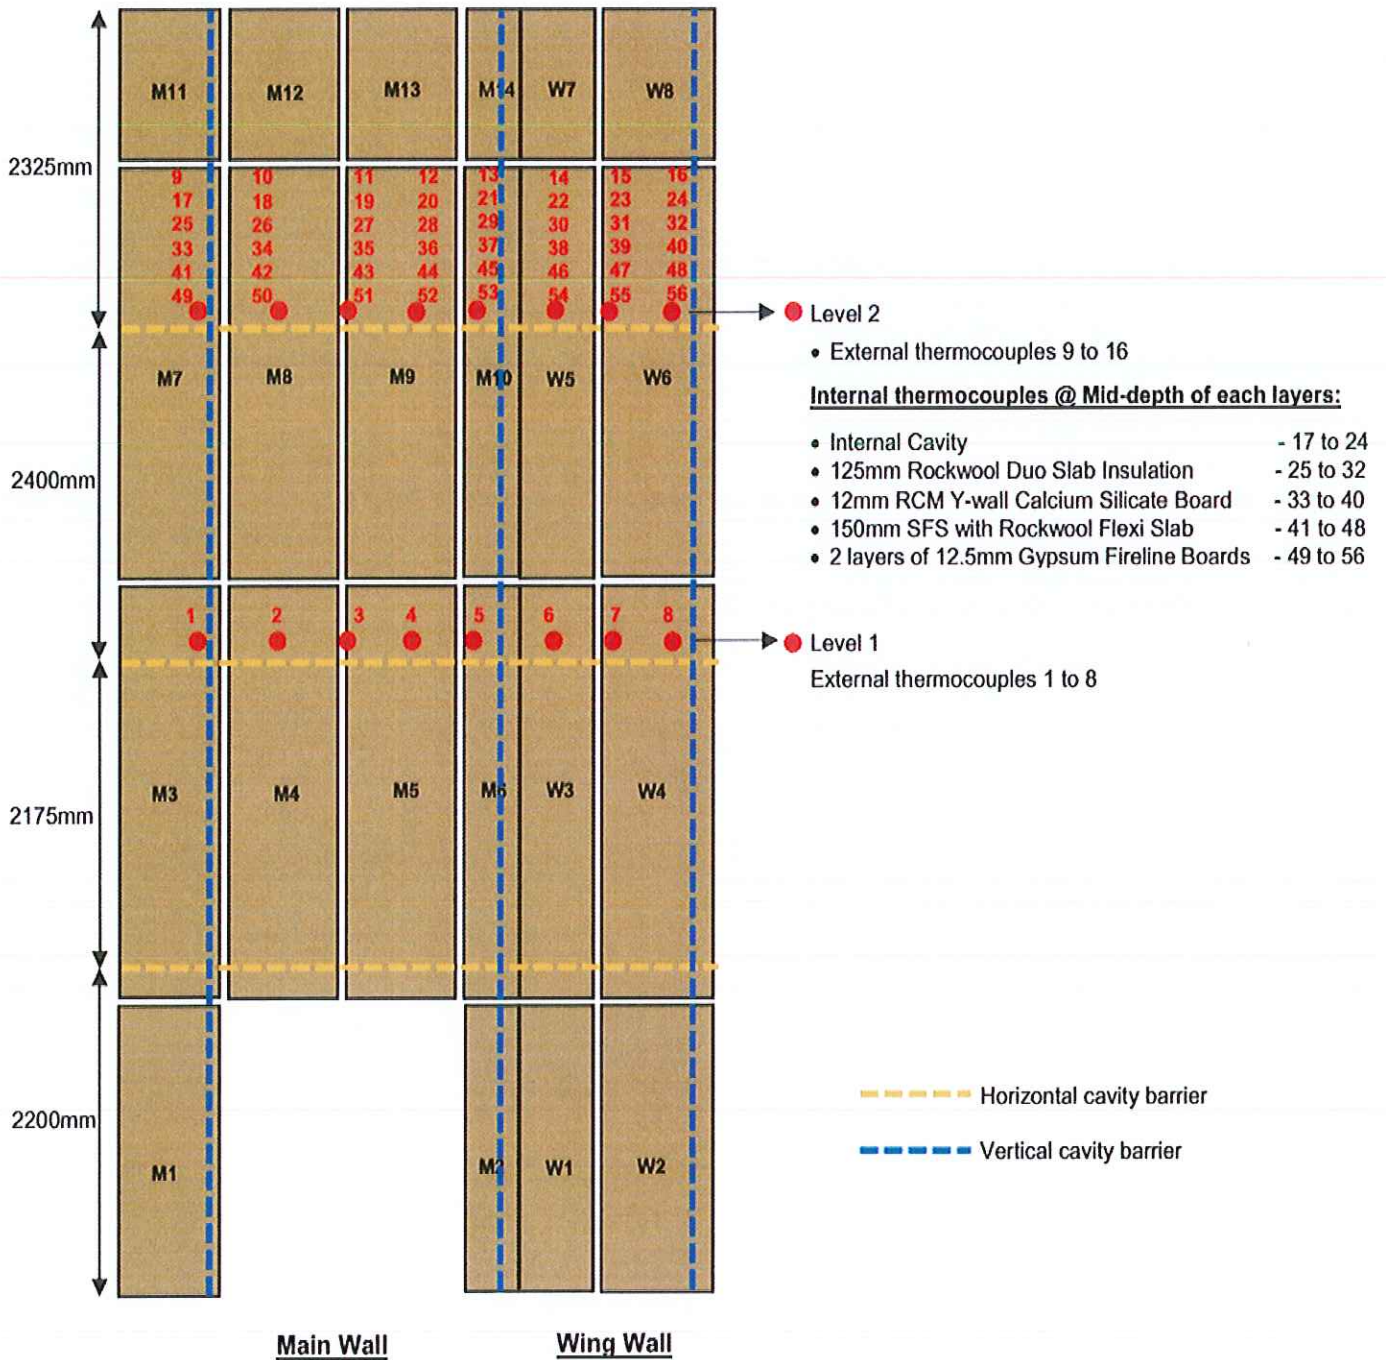 M11 M12 M13 M14 W7 W8
2325mm
9 10 11 12 13 14 15 16
17 18 19 20 21 22 23 24
25 26 27 28 29 30 31 32
33 34 35 36 37 38 39 40
41 42 43 44 45 46 47 48
49 50 51 52 53 54 55 56
Level 2
• External thermocouples 9 to 16
M7 M8 M9 M10 W5 W6
Internal thermocouples @ Mid-depth of each layers:
• Internal Cavity - 17 to 24
• 125mm Rockwool Duo Slab Insulation - 25 to 32
• 12mm RCM Y-wall Calcium Silicate Board - 33 to 40
• 150mm SFS with Rockwool Flexi Slab - 41 to 48
• 2 layers of 12.5mm Gypsum Fireline Boards - 49 to 56
2400mm
1 2 3 4 5 6 7 8
Level 1
External thermocouples 1 to 8
M3 M4 M5 M6 W3 W4
2175mm
Horizontal cavity barrier
2200mm
Vertical cavity barrier
M1 M2 W1 W2
Main Wall Wing Wall